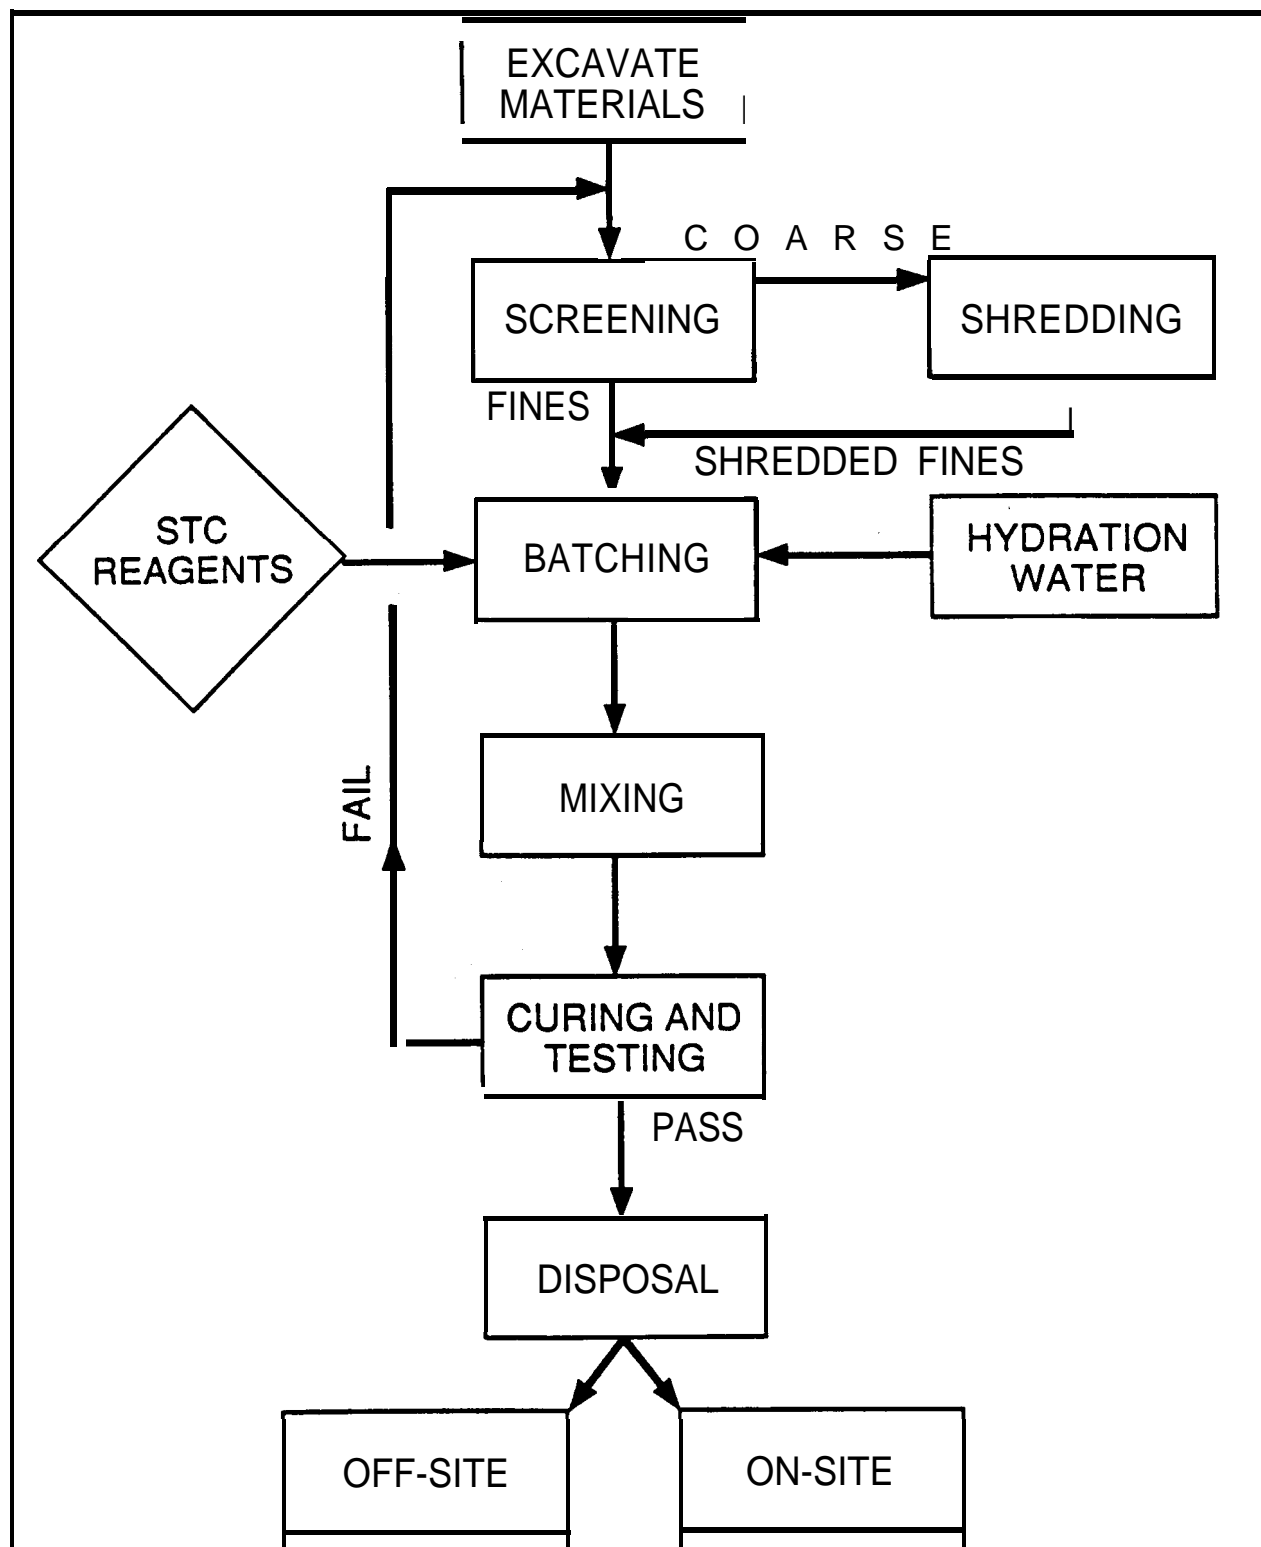 EXCAVATE
MATERIALS
COARSE
SCREENING
SHREDDING
FINES
SHREDDED FINES
STC
REAGENTS
BATCHING
HYDRATION
WATER
MIXING
FAIL
CURING AND
TESTING
PASS
DISPOSAL
OFF-SITE
ON-SITE